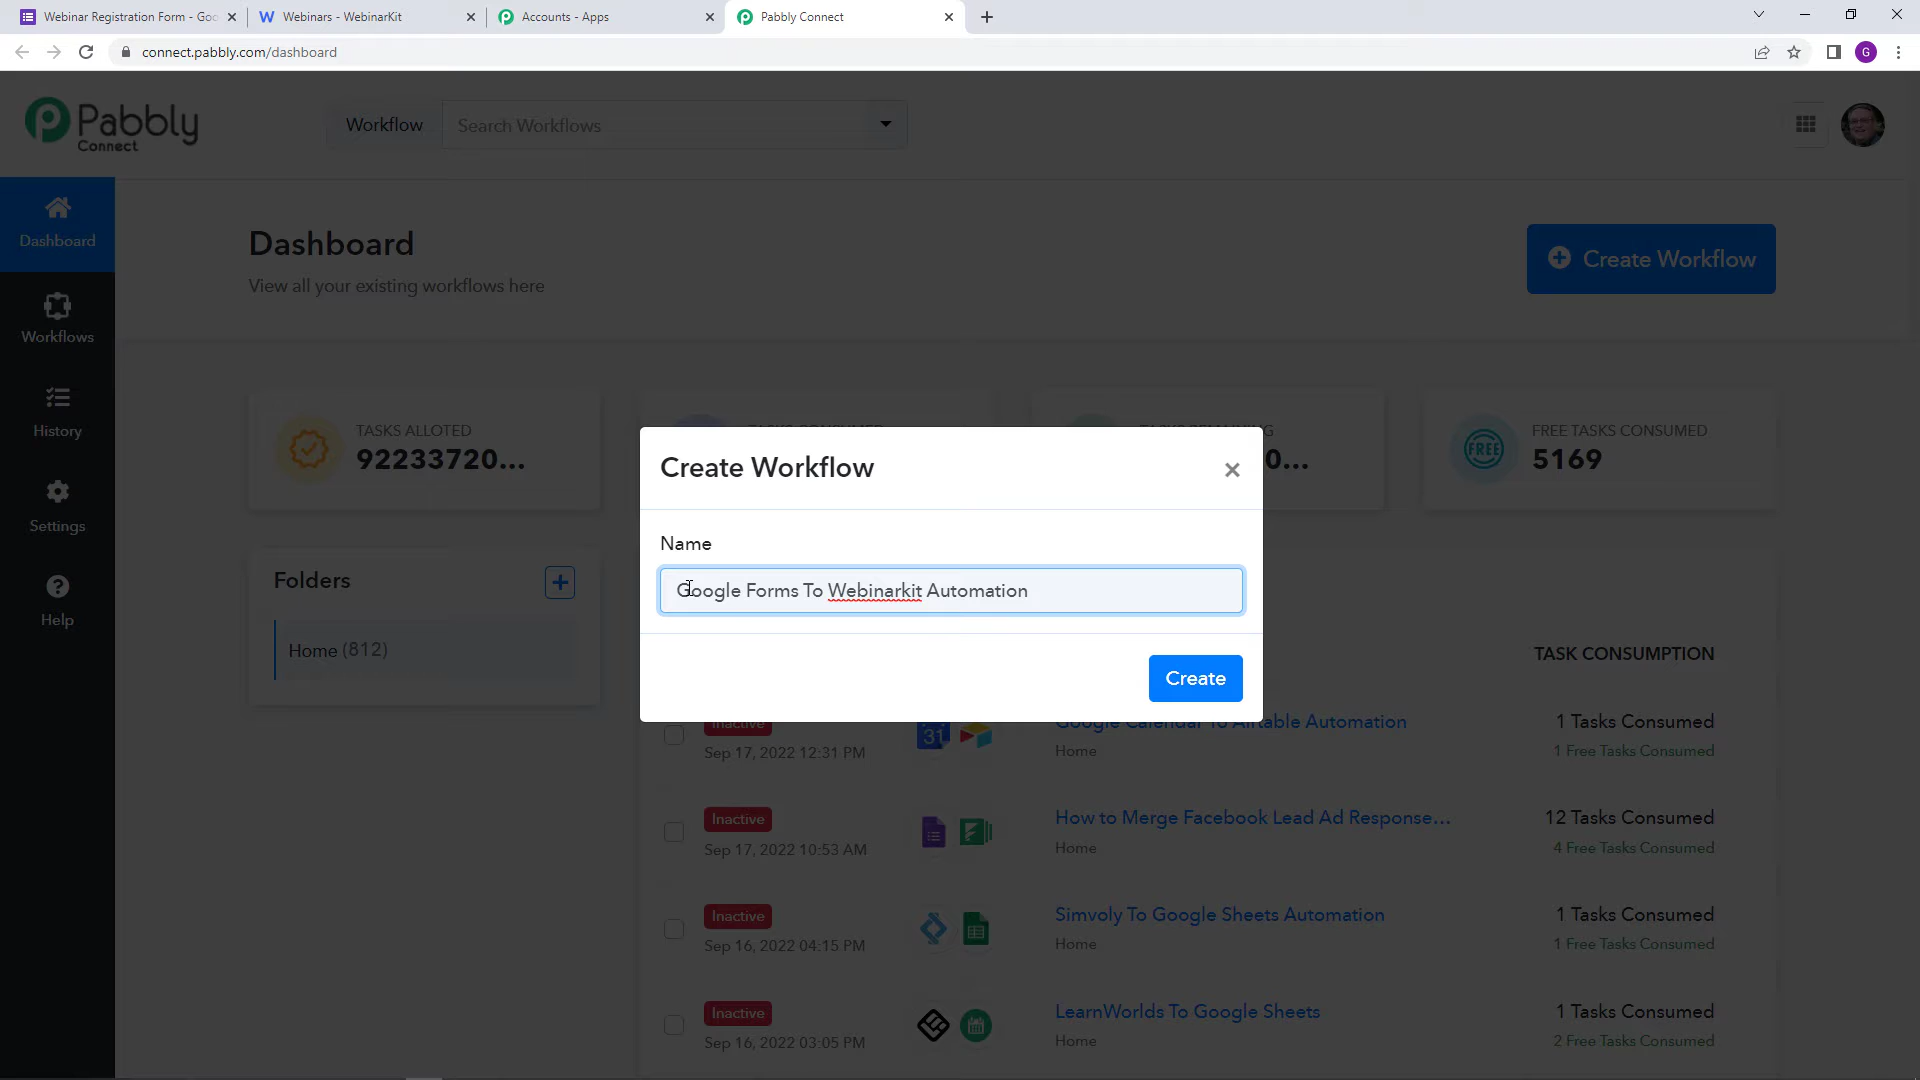 Webinar Registration Form - Goo
Webinars - WebinarKit
Accounts - Apps
Pabbly Connect
connect.pabbly.com/dashboard
G
Pabbly
Connect
Workflow
Search Workflows
Dashboard
Workflows
History
Settings
Help
Dashboard
View all your existing workflows here
Create Workflow
TASKS ALLOTED
92233720...
0...
FREE
FREE TASKS CONSUMED
5169
Folders
Home (812)
Create Workflow
Name
Google Forms To Webinarkit Automation
Create
TASK CONSUMPTION
Inactive
Sep 17, 2022 12:31 PM
31
Google Calendar To Airtable Automation
Home
1 Tasks Consumed
1 Free Tasks Consumed
Inactive
Sep 17, 2022 10:53 AM
How to Merge Facebook Lead Ad Response...
Home
12 Tasks Consumed
4 Free Tasks Consumed
Inactive
Sep 16, 2022 04:15 PM
Simvoly To Google Sheets Automation
Home
1 Tasks Consumed
1 Free Tasks Consumed
Inactive
Sep 16, 2022 03:05 PM
LearnWorlds To Google Sheets
Home
1 Tasks Consumed
2 Free Tasks Consumed